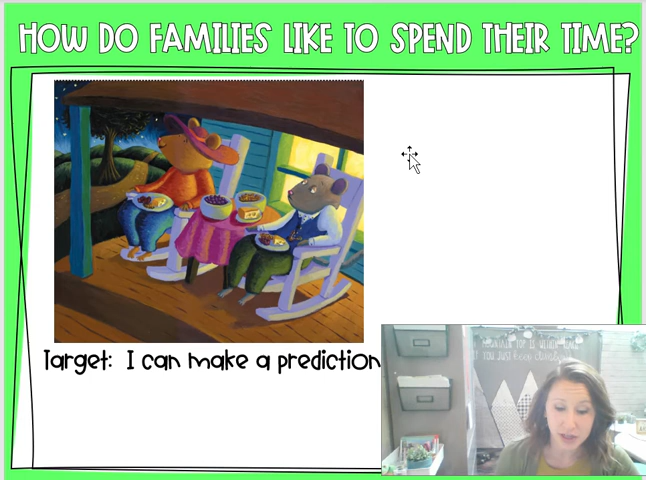 HOW DO FAMILIES LIKE TO SPEND THEIR TIME?
Target: I can make a prediction